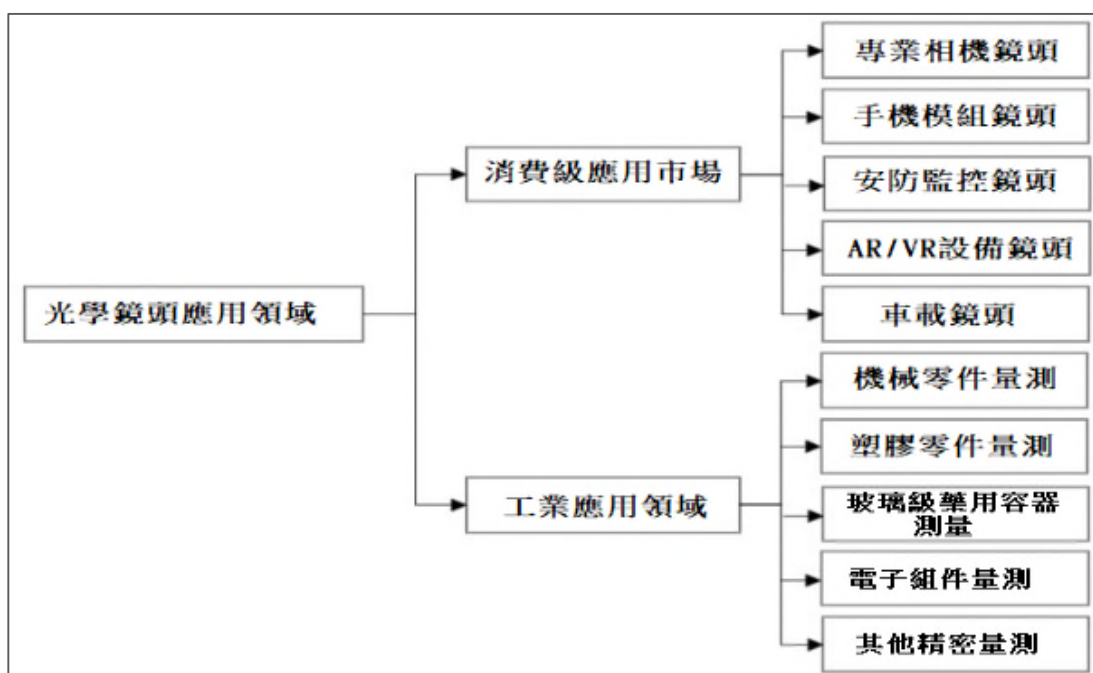 光學鏡頭應用領域
消費級應用市場
專業相機鏡頭
手機模組鏡頭
安防監控鏡頭
AR/VR設備鏡頭
車載鏡頭
工業應用領域
機械零件量測
塑膠零件量測
玻璃級藥用容器
測量
電子組件量測
其他精密量測